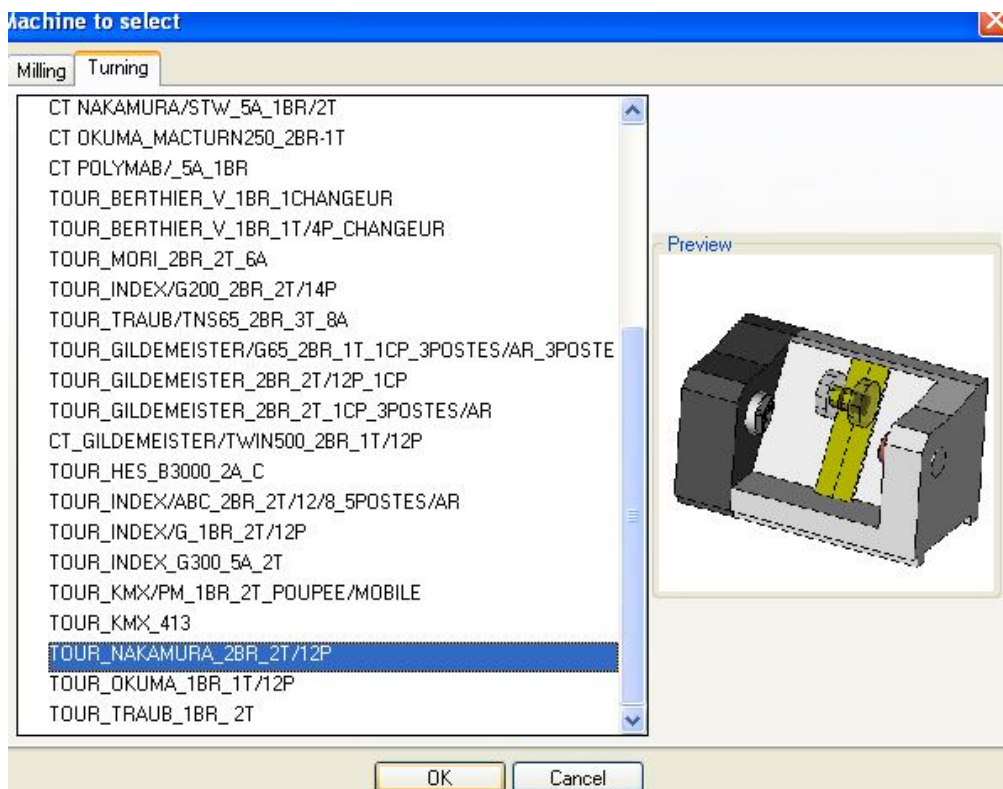 Machine to select
Milling
Turning
CT NAKAMURA/STW_5A_1BR/2T
CT OKUMA_MACTURN250_2BR-1T
CT POLYMAB/_5A_1BR
TOUR_BERTHIER_V_1BR_1CHANGEUR
TOUR_BERTHIER_V_1BR_1T/4P_CHANGEUR
TOUR_MORI_2BR_2T_6A
TOUR_INDEX/G200_2BR_2T/14P
TOUR_TRAUB/TNS65_2BR_3T_8A
TOUR_GILDEMEISTER/G65_2BR_1T_1CP_3POSTES/AR_3POSTE
TOUR_GILDEMEISTER_2BR_2T/12P_1CP
TOUR_GILDEMEISTER_2BR_2T_1CP_3POSTES/AR
CT_GILDEMEISTER/TWIN500_2BR_1T/12P
TOUR_HES_B3000_2A_C
TOUR_INDEX/ABC_2BR_2T/12/8_5POSTES/AR
TOUR_INDEX/G_1BR_2T/12P
TOUR_INDEX_G300_5A_2T
TOUR_KMX/PM_1BR_2T_POUPEE/MOBILE
TOUR_KMX_413
TOUR_NAKAMURA_2BR_2T/12P
TOUR_OKUMA_1BR_1T/12P
TOUR_TRAUB_1BR_ 2T
Preview
OK
Cancel